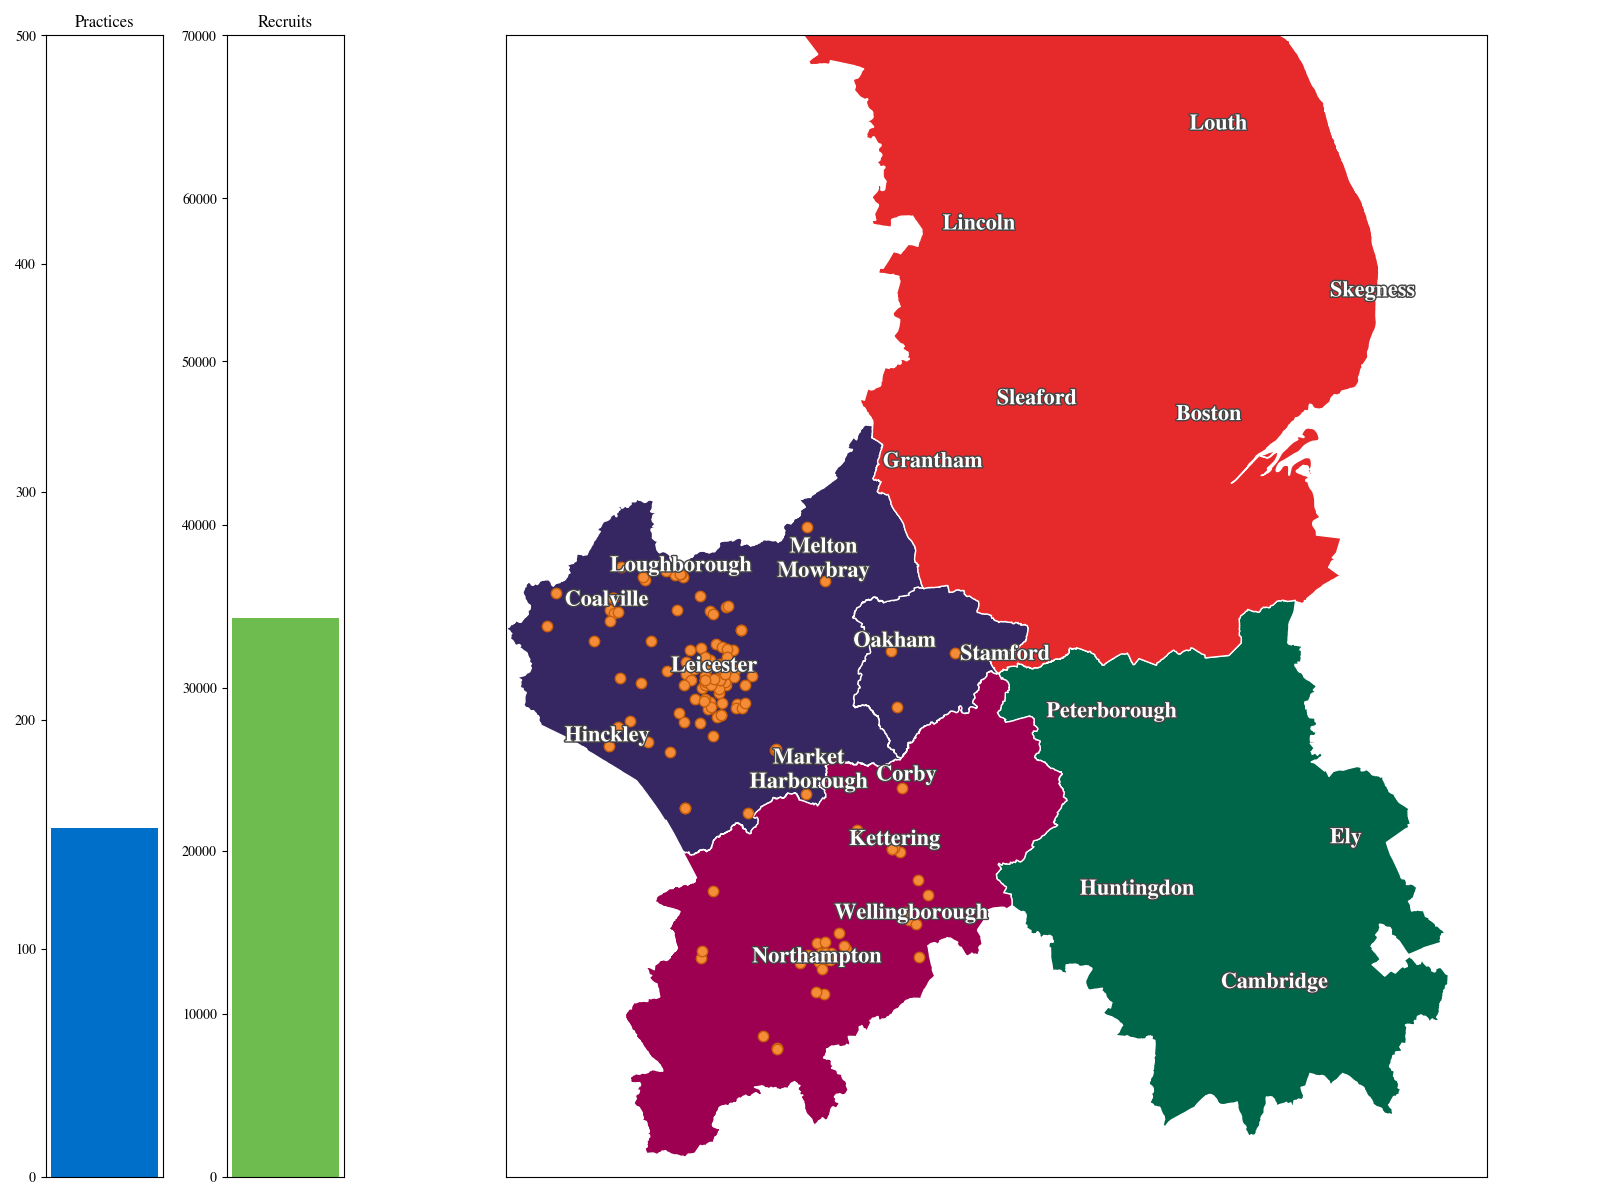 Practices
Recruits
500
400
300
200
100
0
70000
60000
50000
40000
30000
20000
10000
0
Louth
Lincoln
Skegness
Sleaford
Boston
Grantham
Melton
Mowbray
Loughborough
Coalville
Oakham
Stamford
Leicester
Peterborough
Hinckley
Market
Harborough
Corby
Kettering
Ely
Huntingdon
Wellingborough
Northampton
Cambridge